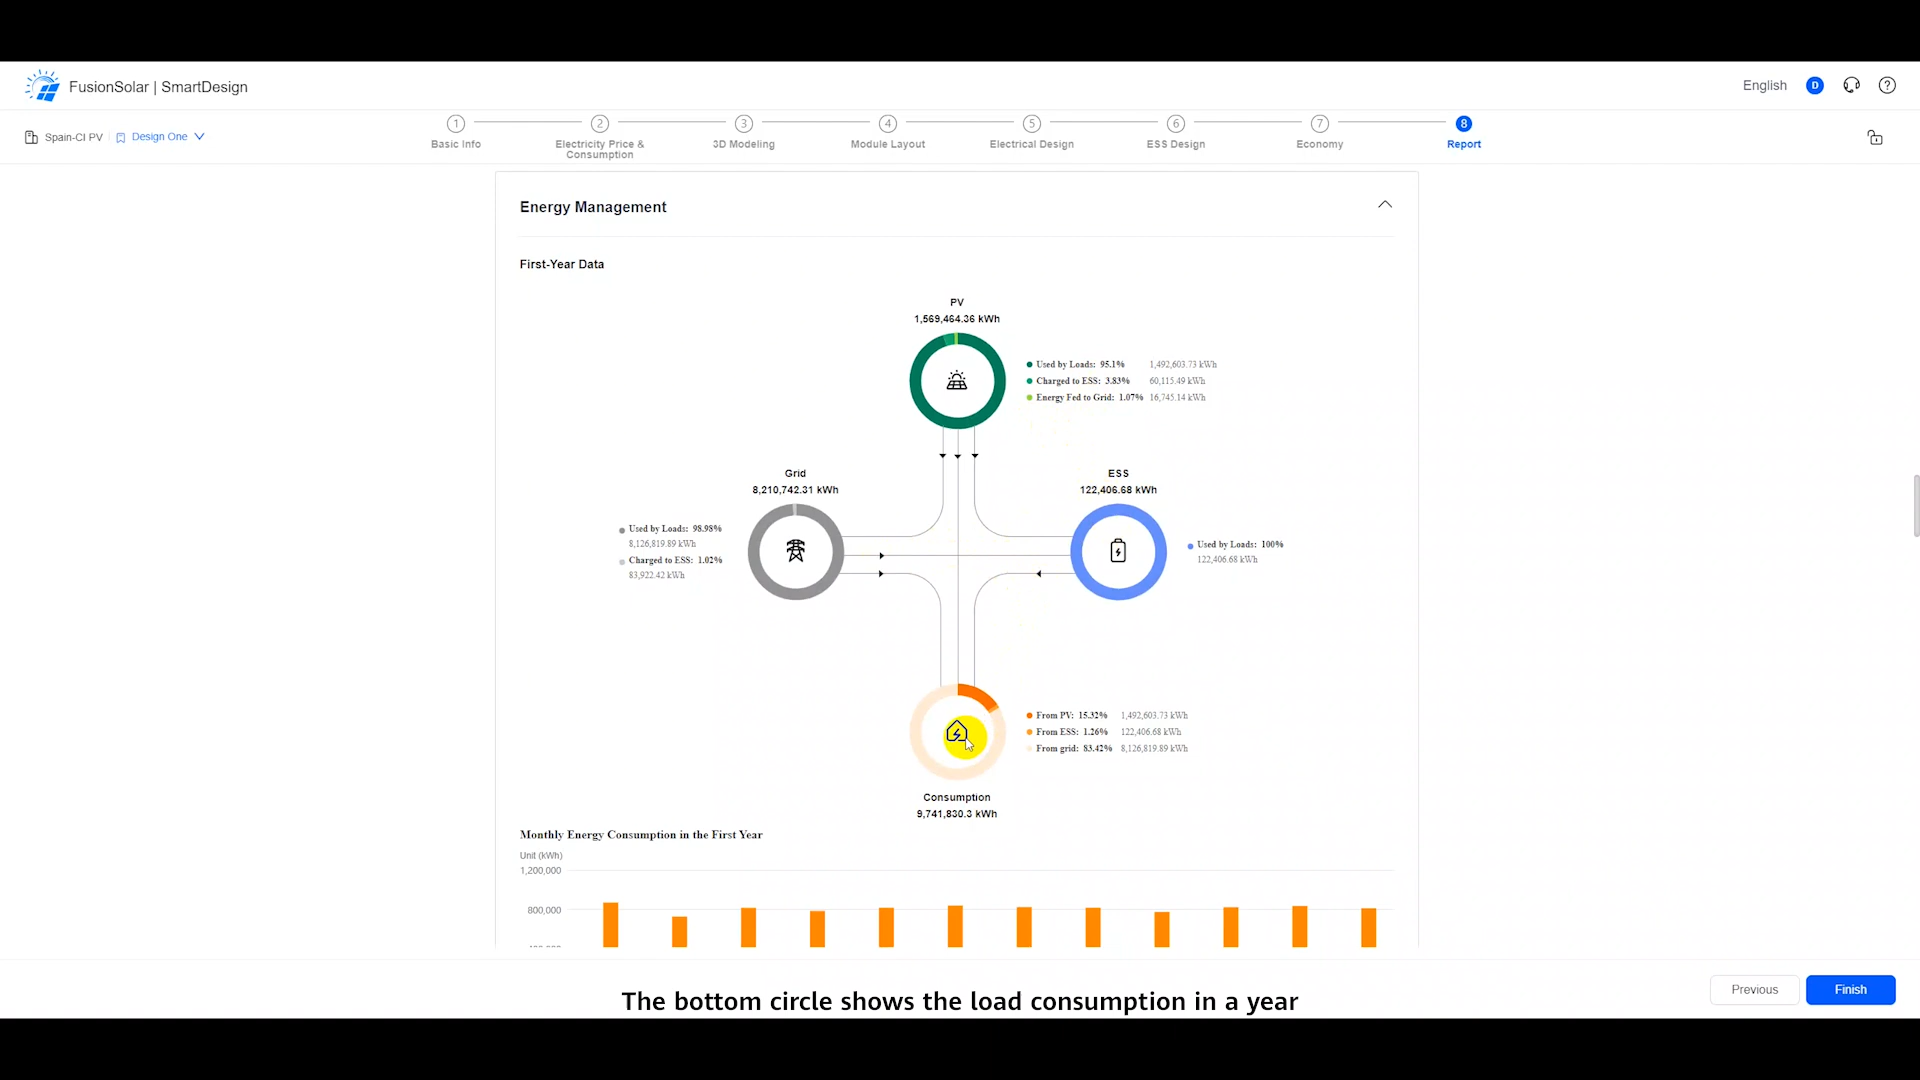 FusionSolar | SmartDesign
English
D
Spain-CI PV
Design One
1
2
3
4
5
6
7
8
Basic Info
Electricity Price &
Consumption
3D Modeling
Module Layout
Electrical Design
ESS Design
Economy
Report
Energy Management
First-Year Data
PV
1,569,464.36 kWh
Used by Loads: 95.1% 1,492,603.73 kWh
Charged to ESS: 3.83% 60,115.49 kWh
Energy Fed to Grid: 1.07% 16,745.14 kWh
Grid
8,210,742.31 kWh
Used by Loads: 98.98%
8,126,819.89 kWh
Charged to ESS: 1.02%
83,922.42 kWh
ESS
122,406.68 kWh
Used by Loads: 100%
122,406.68 kWh
From PV: 15.32% 1,492,603.73 kWh
From ESS: 1.26% 122,406.68 kWh
From grid: 83.42% 8,126,819.89 kWh
Consumption
9,741,830.3 kWh
Monthly Energy Consumption in the First Year
Unit (kWh)
1,200,000
800,000
Previous
Finish
The bottom circle shows the load consumption in a year